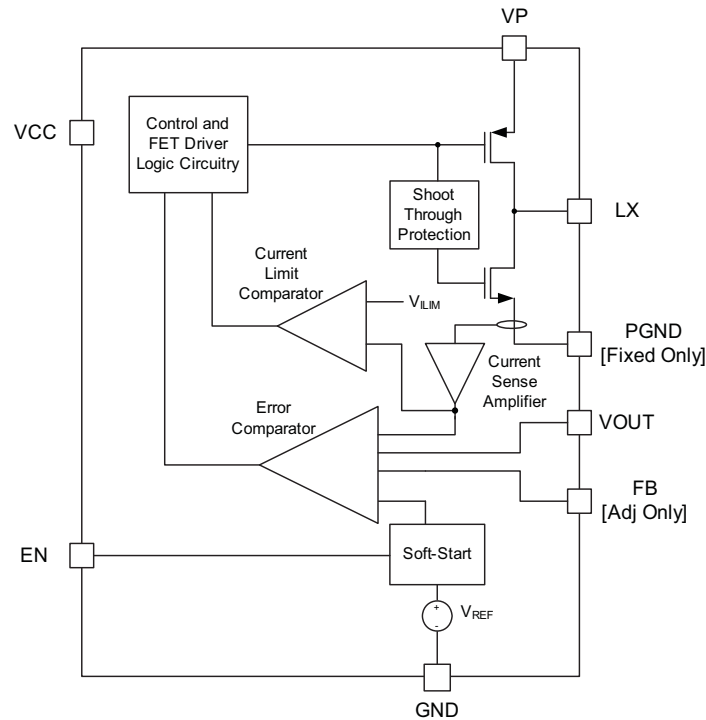 VP
VCC
Control and
FET Driver
Logic Circuitry
Shoot
Through
Protection
LX
Current
Limit
Comparator
VILIM
PGND
[Fixed Only]
Current
Sense
Amplifier
Error
Comparator
VOUT
FB
[Adj Only]
EN
Soft-Start
+
-
VREF
GND